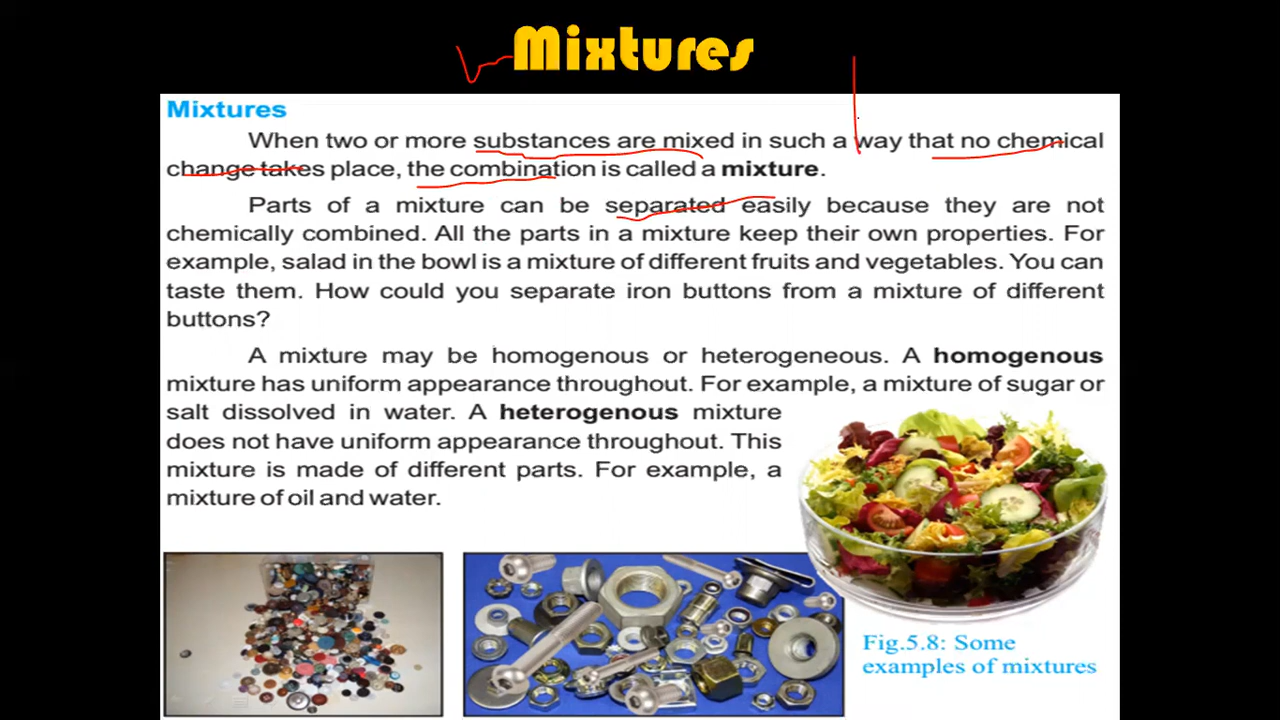 Mixtures
Mixtures
When two or more substances are mixed in such a way that no chemical
change takes place, the combination is called a mixture.
Parts of a mixture can be separated easily because they are not
chemically combined. All the parts in a mixture keep their own properties. For
example, salad in the bowl is a mixture of different fruits and vegetables. You can
taste them. How could you separate iron buttons from a mixture of different
buttons?
A mixture may be homogenous or heterogeneous. A homogenous
mixture has uniform appearance throughout. For example, a mixture of sugar or
salt dissolved in water. A heterogenous mixture
does not have uniform appearance throughout. This
mixture is made of different parts. For example, a
mixture of oil and water.
Fig.5.8: Some
examples of mixtures